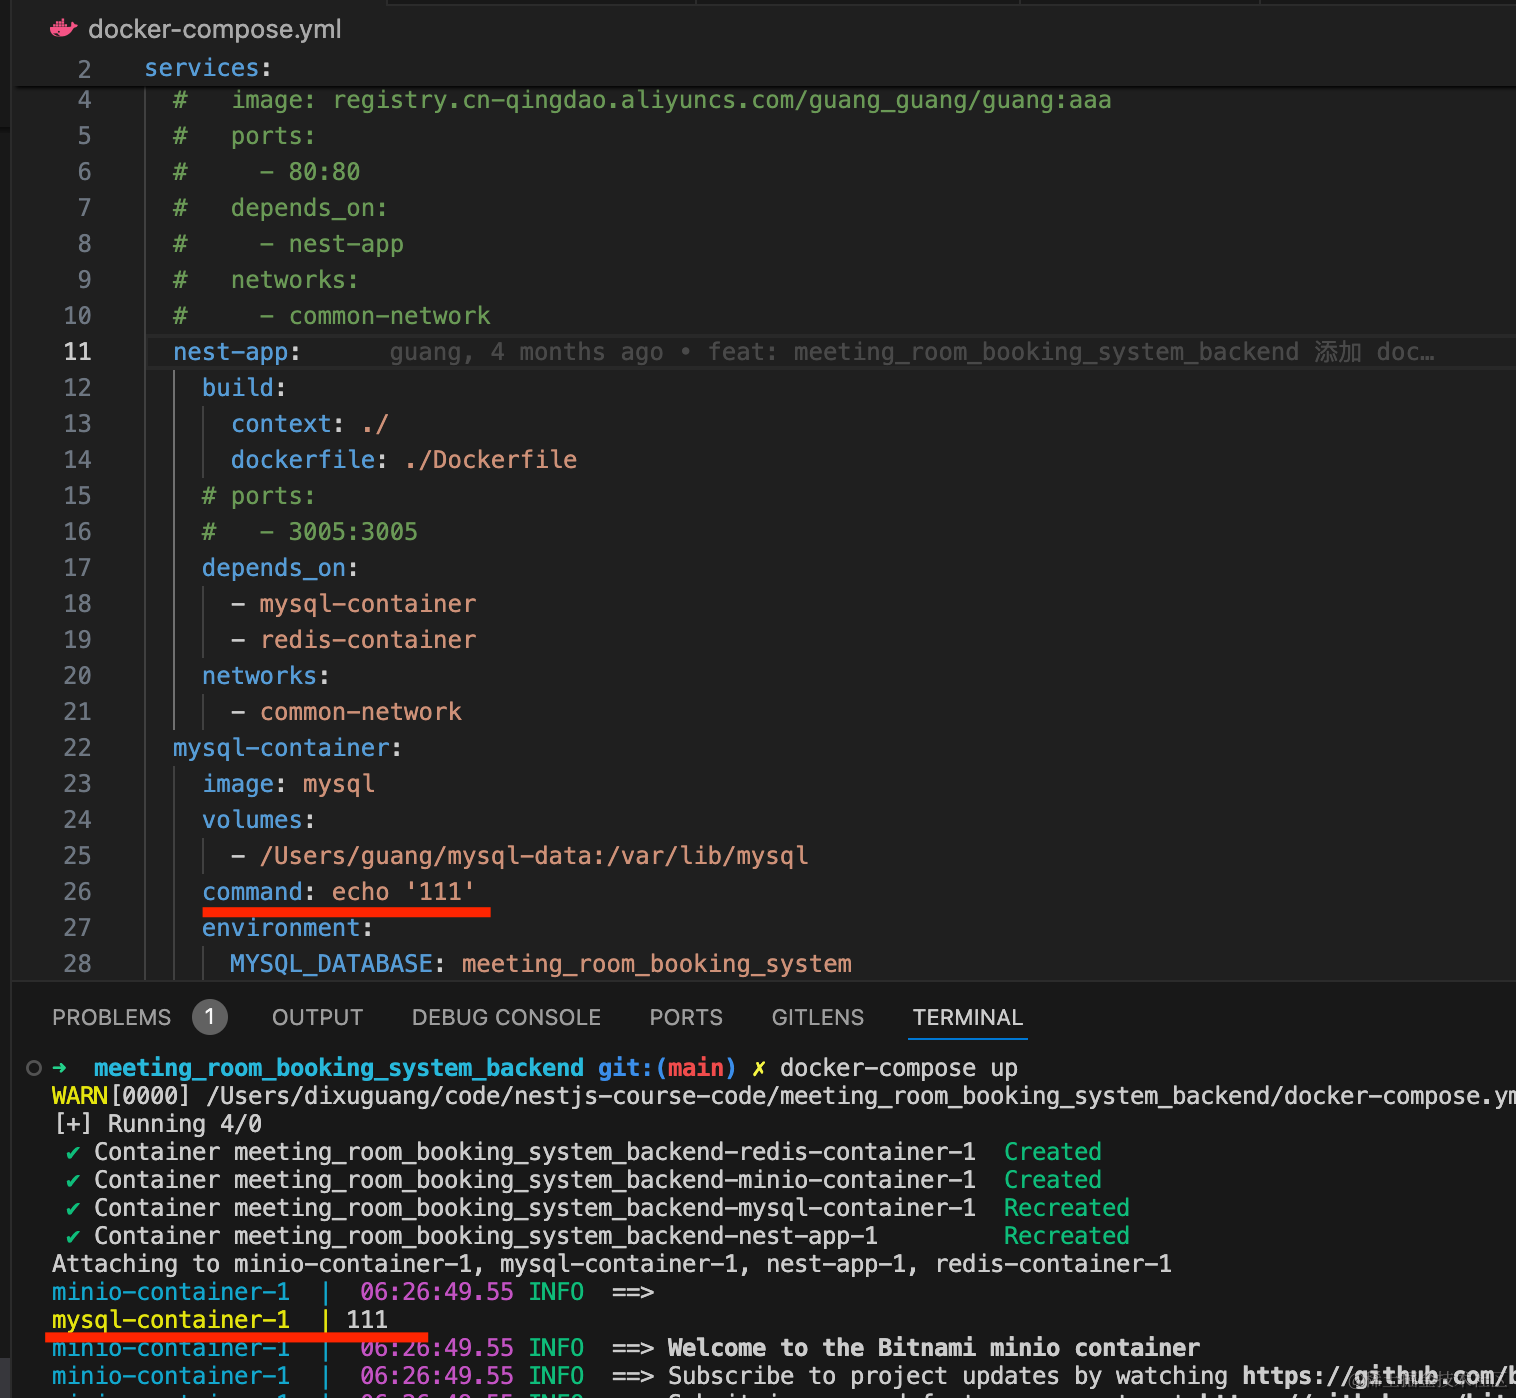 docker-compose.yml
2 services:
4 # image: registry.cn-qingdao.aliyuncs.com/guang_guang/guang:aaa
5 # ports:
6 # - 80:80
7 # depends_on:
8 # - nest-app
9 # networks:
10 # - common-network
11 nest-app: guang, 4 months ago • feat: meeting_room_booking_system_backend 添加 doc…
12 build:
13 context: ./
14 dockerfile: ./Dockerfile
15 # ports:
16 # - 3005:3005
17 depends_on:
18 - mysql-container
19 - redis-container
20 networks:
21 - common-network
22 mysql-container:
23 image: mysql
24 volumes:
25 - /Users/guang/mysql-data:/var/lib/mysql
26 command: echo '111'
27 environment:
28 MYSQL_DATABASE: meeting_room_booking_system
PROBLEMS 1 OUTPUT DEBUG CONSOLE PORTS GITLENS TERMINAL
➜ meeting_room_booking_system_backend git:(main) ✗ docker-compose up
WARN[0000] /Users/dixuguang/code/nestjs-course-code/meeting_room_booking_system_backend/docker-compose.ym
[+] Running 4/0
✔ Container meeting_room_booking_system_backend-redis-container-1 Created
✔ Container meeting_room_booking_system_backend-minio-container-1 Created
✔ Container meeting_room_booking_system_backend-mysql-container-1 Recreated
✔ Container meeting_room_booking_system_backend-nest-app-1 Recreated
Attaching to minio-container-1, mysql-container-1, nest-app-1, redis-container-1
minio-container-1 | 06:26:49.55 INFO ==>
mysql-container-1 | 111
minio-container-1 | 06:26:49.55 INFO ==> Welcome to the Bitnami minio container
minio-container-1 | 06:26:49.55 INFO ==> Subscribe to project updates by watching https://github.com/b